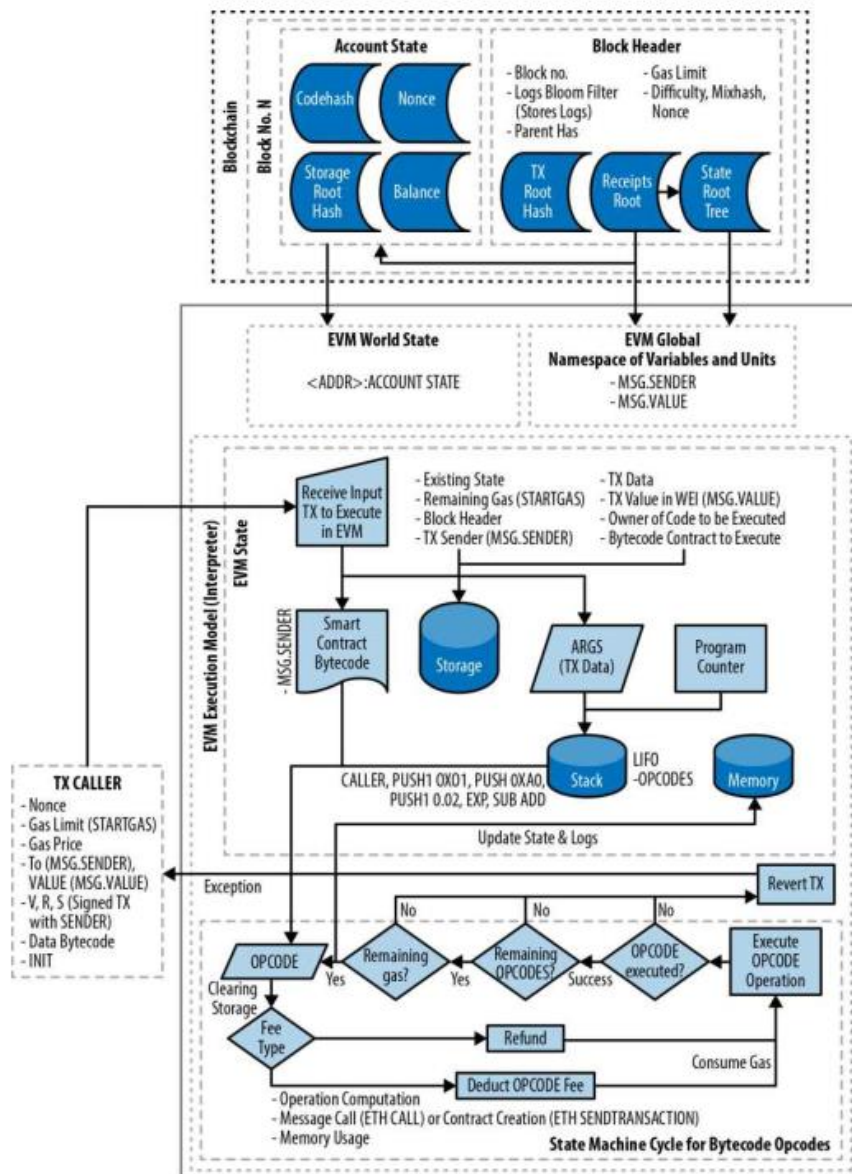 Blockchain
Block No. N
Account State
Codehash
Nonce
Storage
Root
Hash
Balance
Block Header
- Block no.
- Logs Bloom Filter
(Stores Logs)
- Parent Has
- Gas Limit
- Difficulty, Mixhash,
Nonce
TX
Root
Hash
Receipts
Root
State
Root
Tree
EVM World State
<ADDR>:ACCOUNT STATE
EVM Global
Namespace of Variables and Units
- MSG.SENDER
- MSG.VALUE
EVM Execution Model (Interpreter)
EVM State
Receive Input
TX to Execute
in EVM
- Existing State
- Remaining Gas (STARTGAS)
- Block Header
- TX Sender (MSG.SENDER)
- TX Data
- TX Value in WEI (MSG.VALUE)
- Owner of Code to be Executed
- Bytecode Contract to Execute
- MSG.SENDER
Smart
Contract
Bytecode
Storage
ARGS
(TX Data)
Program
Counter
CALLER, PUSH1 0X01, PUSH 0XA0,
PUSH1 0.02, EXP, SUB ADD
Stack
LIFO
-OPCODES
Memory
Update State & Logs
TX CALLER
- Nonce
- Gas Limit (STARTGAS)
- Gas Price
- To (MSG.SENDER),
VALUE (MSG.VALUE)
- V, R, S (Signed TX
with SENDER)
- Data Bytecode
- INIT
Exception
Revert TX
No
No
No
OPCODE
Yes
Remaining
gas?
Yes
Remaining
OPCODES?
Success
OPCODE
executed?
Execute
OPCODE
Operation
Clearing
Storage
Fee
Type
Refund
Consume Gas
Deduct OPCODE Fee
- Operation Computation
- Message Call (ETH CALL) or Contract Creation (ETH SENDTRANSACTION)
- Memory Usage
State Machine Cycle for Bytecode Opcodes